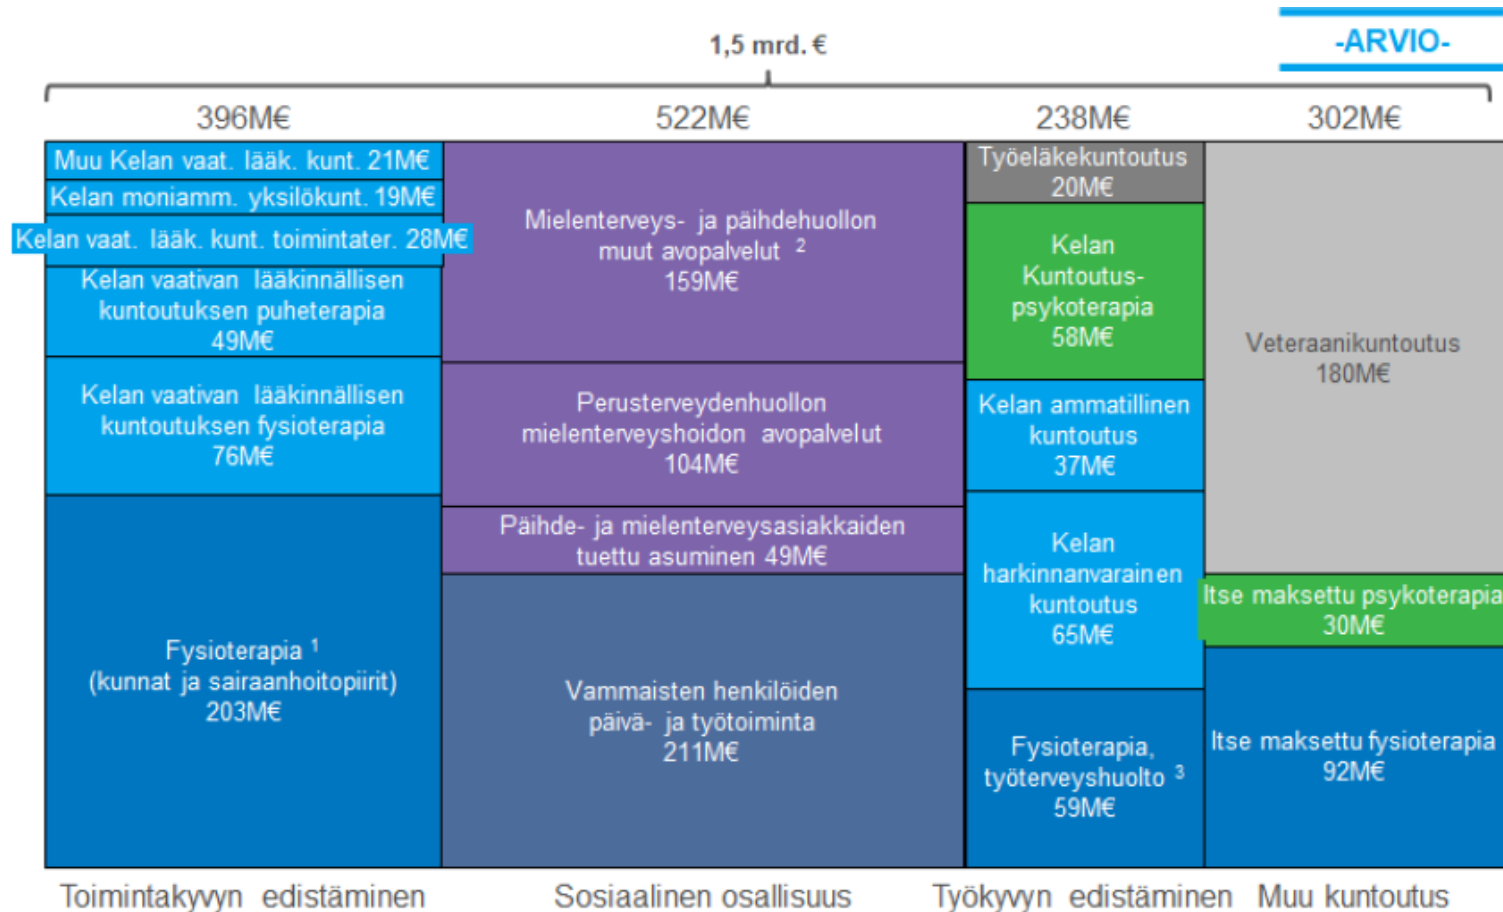 1,5 mrd. €
-ARVIO-
396M€
522M€
238M€
302M€
Muu Kelan vaat. lääk. kunt. 21M€
Kelan moniamm. yksilökunt. 19M€
Kelan vaat. lääk. kunt. toimintater. 28M€
Kelan vaativan lääkinnällisen
kuntoutuksen puheterapia
49M€
Kelan vaativan lääkinnällisen
kuntoutuksen fysioterapia
76M€
Fysioterapia 1
(kunnat ja sairaanhoitopiirit)
203M€
Mielenterveys- ja päihdehuollon
muut avopalvelut 2
159M€
Perusterveydenhuollon
mielenterveyshoidon avopalvelut
104M€
Päihde- ja mielenterveysasiakkaiden
tuettu asuminen 49M€
Vammaisten henkilöiden
päivä- ja työtoiminta
211M€
Työeläkekuntoutus
20M€
Kelan
Kuntoutus-
psykoterapia
58M€
Kelan ammatillinen
kuntoutus
37M€
Kelan
harkinnanvarainen
kuntoutus
65M€
Fysioterapia,
työterveyshuolto 3
59M€
Veteraanikuntoutus
180M€
Itse maksettu psykoterapia
30M€
Itse maksettu fysioterapia
92M€
Toimintakyvyn edistäminen
Sosiaalinen osallisuus
Työkyvyn edistäminen
Muu kuntoutus